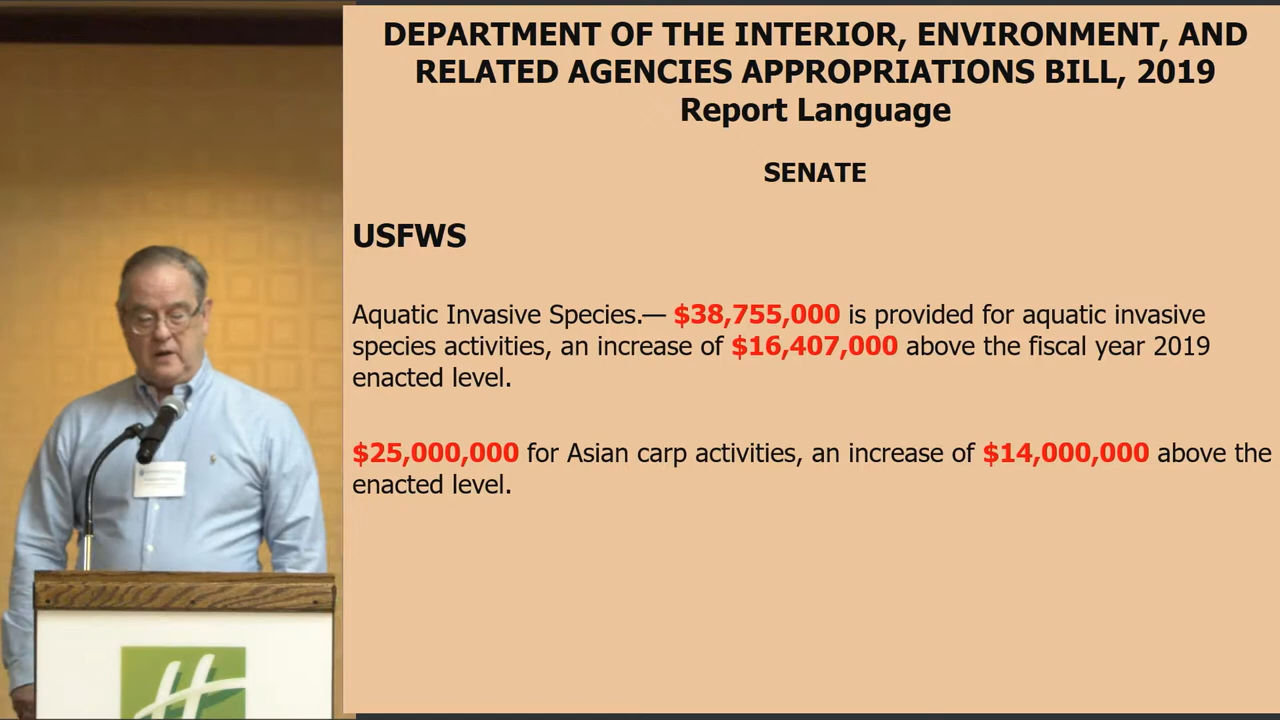 DEPARTMENT OF THE INTERIOR, ENVIRONMENT, AND
RELATED AGENCIES APPROPRIATIONS BILL, 2019
Report Language
SENATE
USFWS
Aquatic Invasive Species.— $38,755,000 is provided for aquatic invasive
species activities, an increase of $16,407,000 above the fiscal year 2019
enacted level.
$25,000,000 for Asian carp activities, an increase of $14,000,000 above the
enacted level.